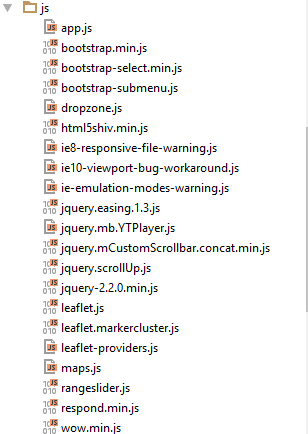 js
app.js
bootstrap.min.js
bootstrap-select.min.js
bootstrap-submenu.js
dropzone.js
html5shiv.min.js
ie8-responsive-file-warning.js
ie10-viewport-bug-workaround.js
ie-emulation-modes-warning.js
jquery.easing.1.3.js
jquery.mb.YTPlayer.js
jquery.mCustomScrollbar.concat.min.js
jquery.scrollUp.js
jquery-2.2.0.min.js
leaflet.js
leaflet.markercluster.js
leaflet-providers.js
maps.js
rangeslider.js
respond.min.js
wow.min.js